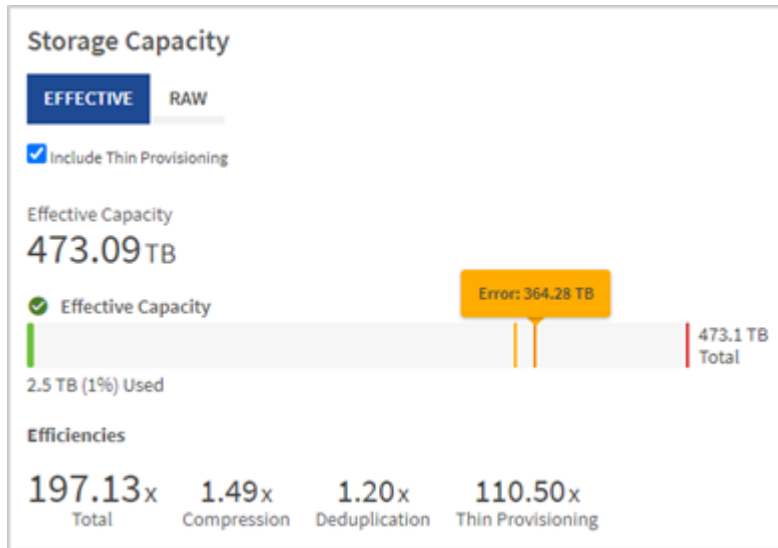 Storage Capacity
EFFECTIVE RAW
Include Thin Provisioning
Effective Capacity
473.09 TB
Error: 364.28 TB
Effective Capacity
473.1 TB
Total
2.5 TB (1%) Used
Efficiencies
197.13x 1.49x 1.20x 110.50x
Total Compression Deduplication Thin Provisioning